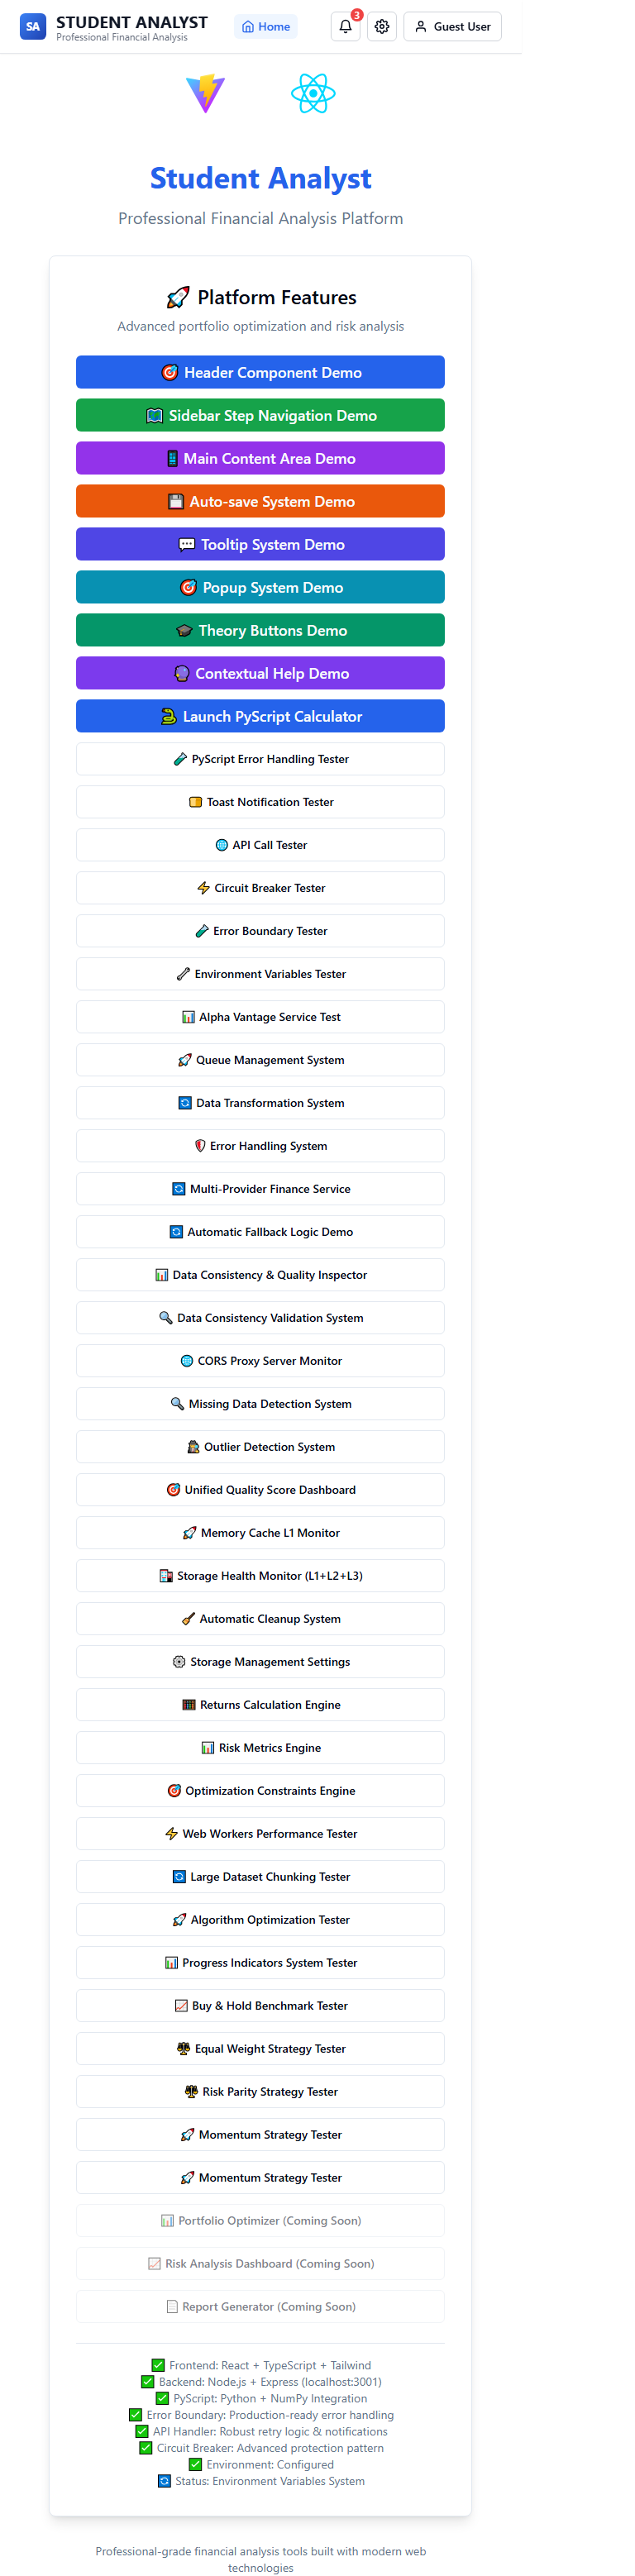 SA
STUDENT ANALYST
Professional Financial Analysis
Home
3
Guest User
Student Analyst
Professional Financial Analysis Platform
🚀 Platform Features
Advanced portfolio optimization and risk analysis
🎯 Header Component Demo
🗺️ Sidebar Step Navigation Demo
📱 Main Content Area Demo
💾 Auto-save System Demo
💬 Tooltip System Demo
🎯 Popup System Demo
🎓 Theory Buttons Demo
🔮 Contextual Help Demo
🐍 Launch PyScript Calculator
🧪 PyScript Error Handling Tester
🍞 Toast Notification Tester
🌐 API Call Tester
⚡ Circuit Breaker Tester
🧪 Error Boundary Tester
🔧 Environment Variables Tester
📊 Alpha Vantage Service Test
🚀 Queue Management System
🔄 Data Transformation System
🛡️ Error Handling System
🔄 Multi-Provider Finance Service
🔄 Automatic Fallback Logic Demo
📊 Data Consistency & Quality Inspector
🔍 Data Consistency Validation System
🌐 CORS Proxy Server Monitor
🔍 Missing Data Detection System
🕵️ Outlier Detection System
🎯 Unified Quality Score Dashboard
🚀 Memory Cache L1 Monitor
🏥 Storage Health Monitor (L1+L2+L3)
🧹 Automatic Cleanup System
⚙️ Storage Management Settings
🧮 Returns Calculation Engine
📊 Risk Metrics Engine
🎯 Optimization Constraints Engine
⚡ Web Workers Performance Tester
🔄 Large Dataset Chunking Tester
🚀 Algorithm Optimization Tester
📊 Progress Indicators System Tester
📈 Buy & Hold Benchmark Tester
⚖️ Equal Weight Strategy Tester
⚖️ Risk Parity Strategy Tester
🚀 Momentum Strategy Tester
🚀 Momentum Strategy Tester
📊 Portfolio Optimizer (Coming Soon)
📈 Risk Analysis Dashboard (Coming Soon)
📄 Report Generator (Coming Soon)
✅ Frontend: React + TypeScript + Tailwind
✅ Backend: Node.js + Express (localhost:3001)
✅ PyScript: Python + NumPy Integration
✅ Error Boundary: Production-ready error handling
✅ API Handler: Robust retry logic & notifications
✅ Circuit Breaker: Advanced protection pattern
✅ Environment: Configured
🔄 Status: Environment Variables System
Professional-grade financial analysis tools built with modern web
technologies